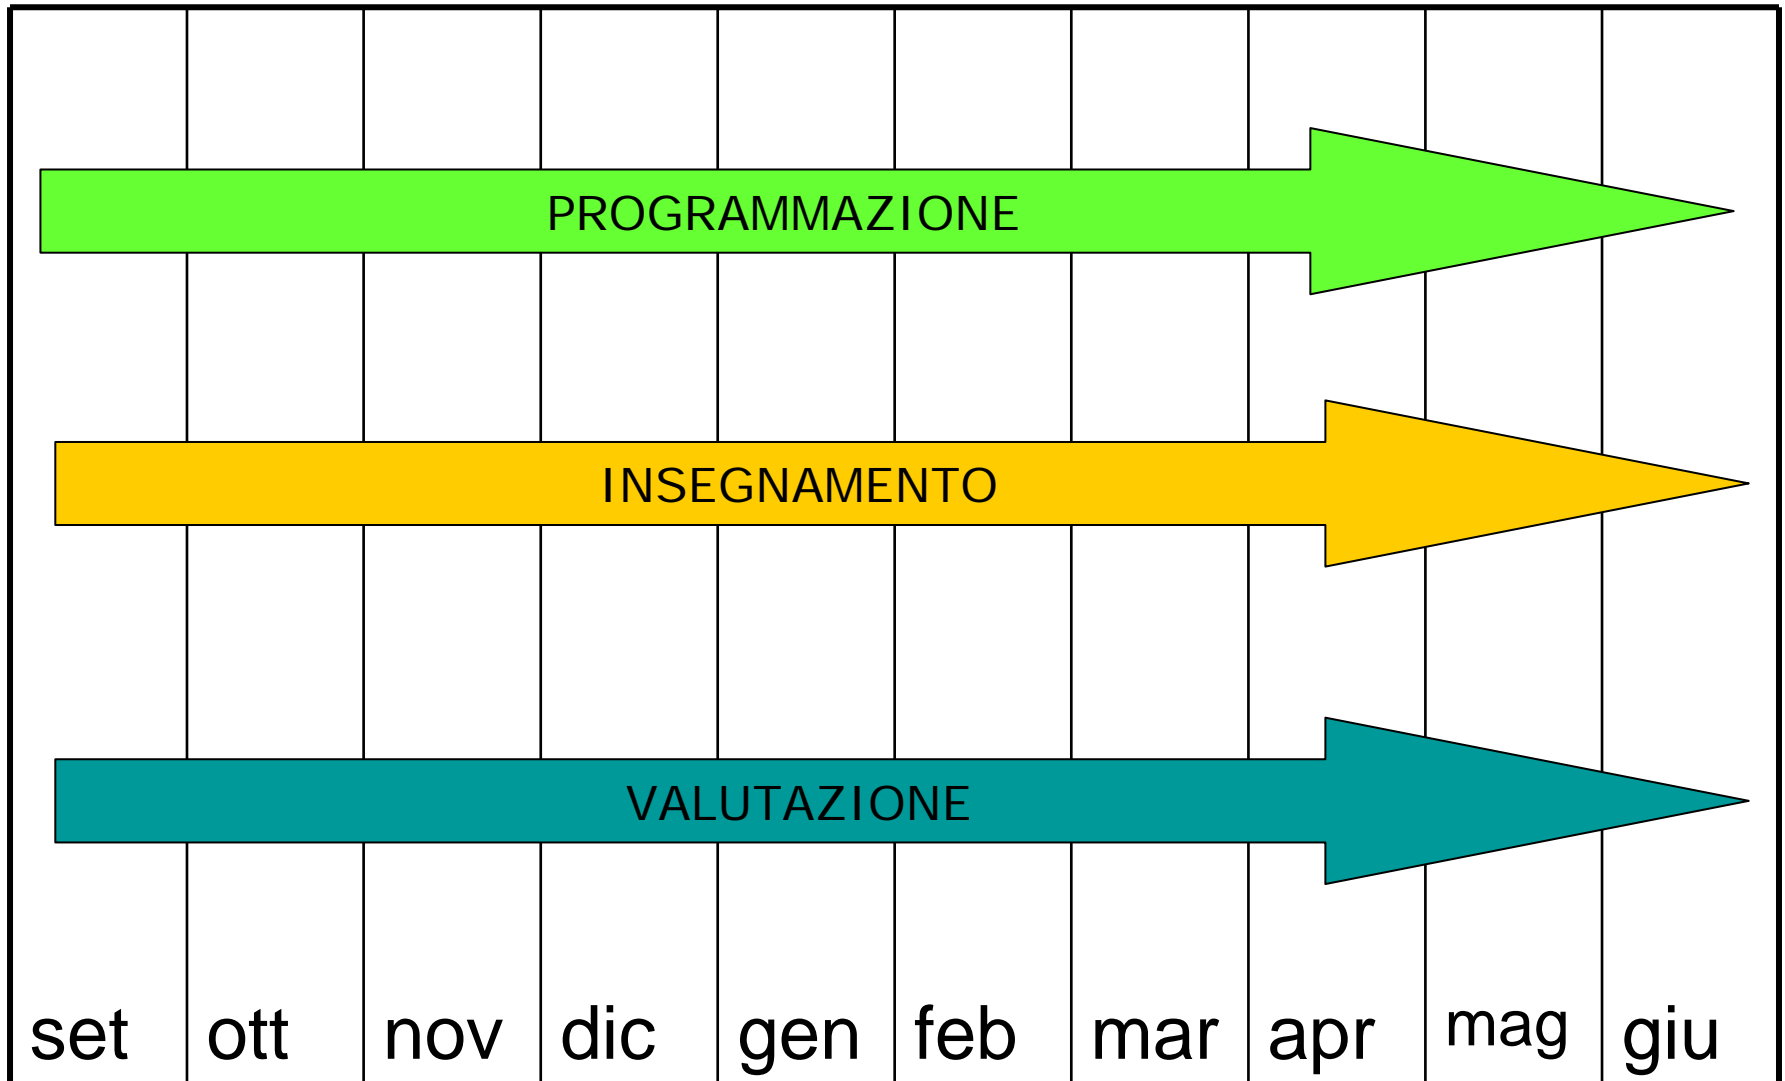 PROGRAMMAZIONE
INSEGNAMENTO
VALUTAZIONE
set ott nov dic gen feb mar apr mag giu